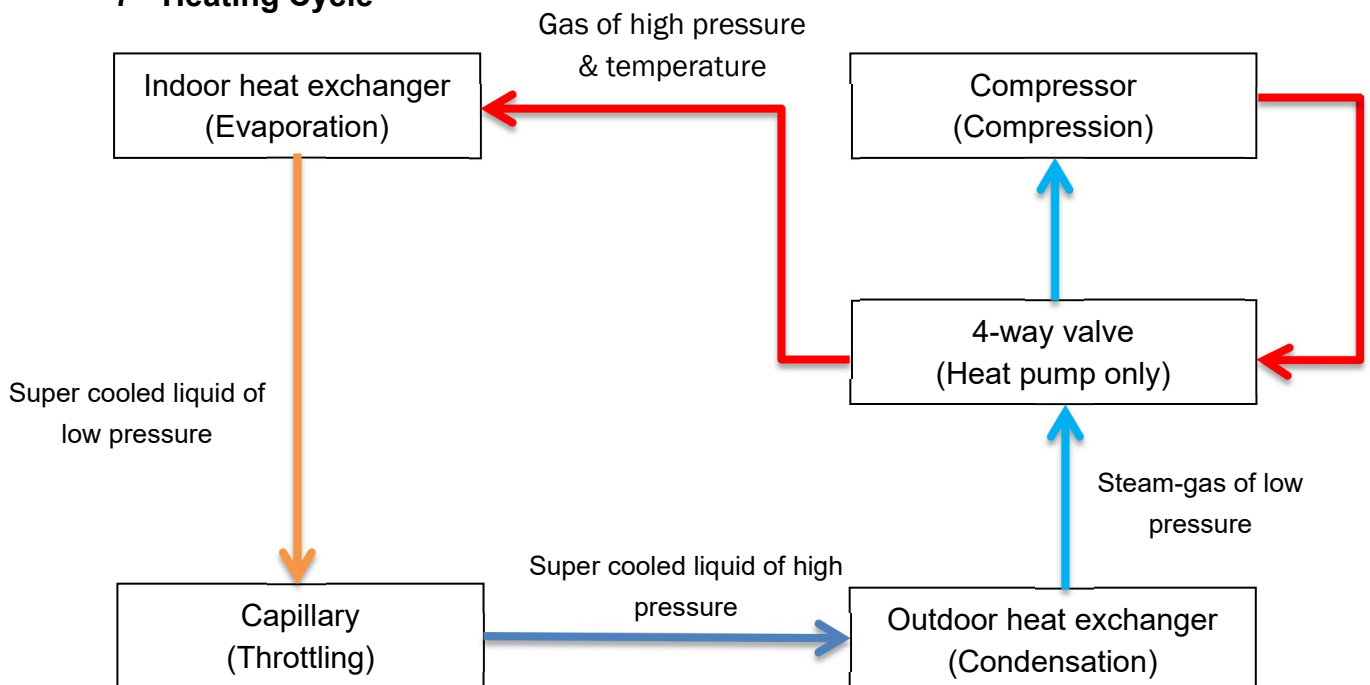 Heating Cycle
Gas of high pressure
& temperature
Indoor heat exchanger
(Evaporation)
Compressor
(Compression)
4-way valve
(Heat pump only)
Super cooled liquid of
low pressure
Steam-gas of low
pressure
Super cooled liquid of high
pressure
Capillary
(Throttling)
Outdoor heat exchanger
(Condensation)